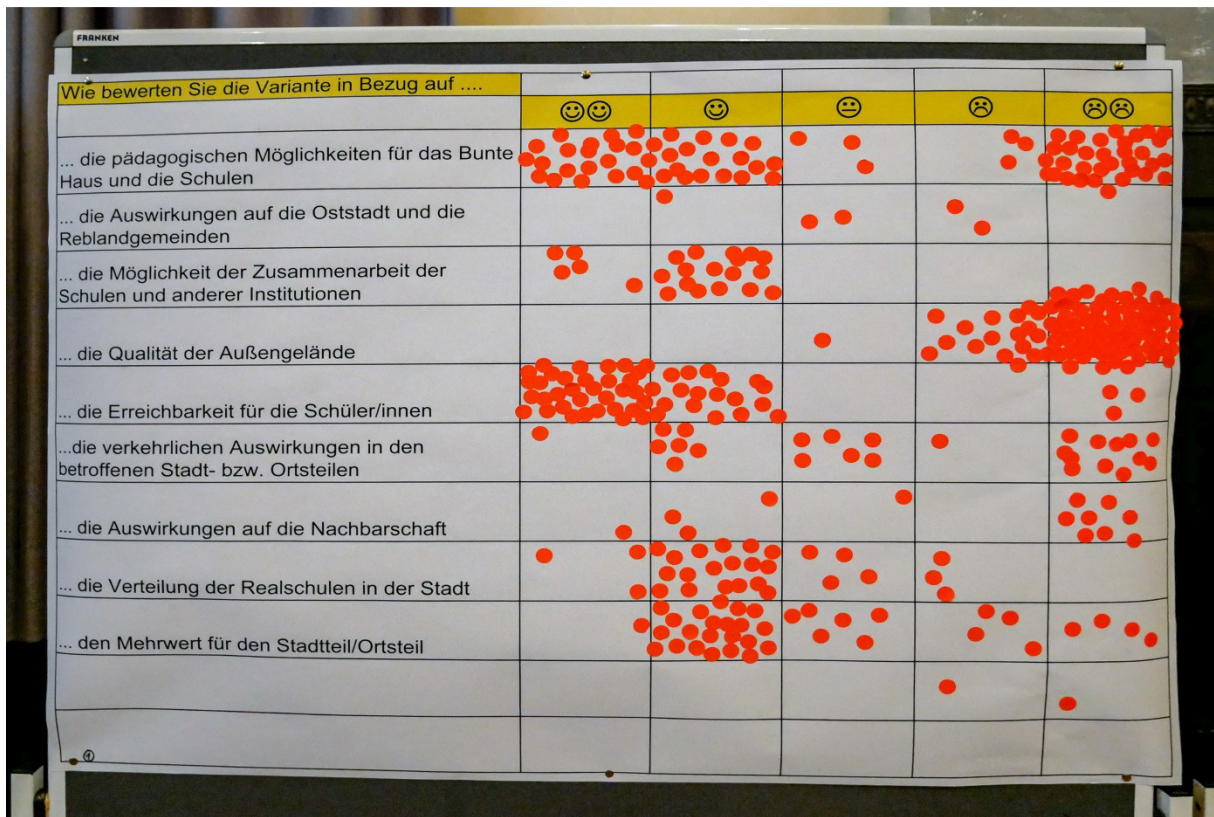 FRANKEN
Wie bewerten Sie die Variante in Bezug auf ....
... die pädagogischen Möglichkeiten für das Bunte
Haus und die Schulen
... die Auswirkungen auf die Oststadt und die
Reblandgemeinden
... die Möglichkeit der Zusammenarbeit der
Schulen und anderer Institutionen
... die Qualität der Außengelände
... die Erreichbarkeit für die Schüler/innen
...die verkehrlichen Auswirkungen in den
betroffenen Stadt- bzw. Ortsteilen
... die Auswirkungen auf die Nachbarschaft
... die Verteilung der Realschulen in der Stadt
... den Mehrwert für den Stadtteil/Ortsteil